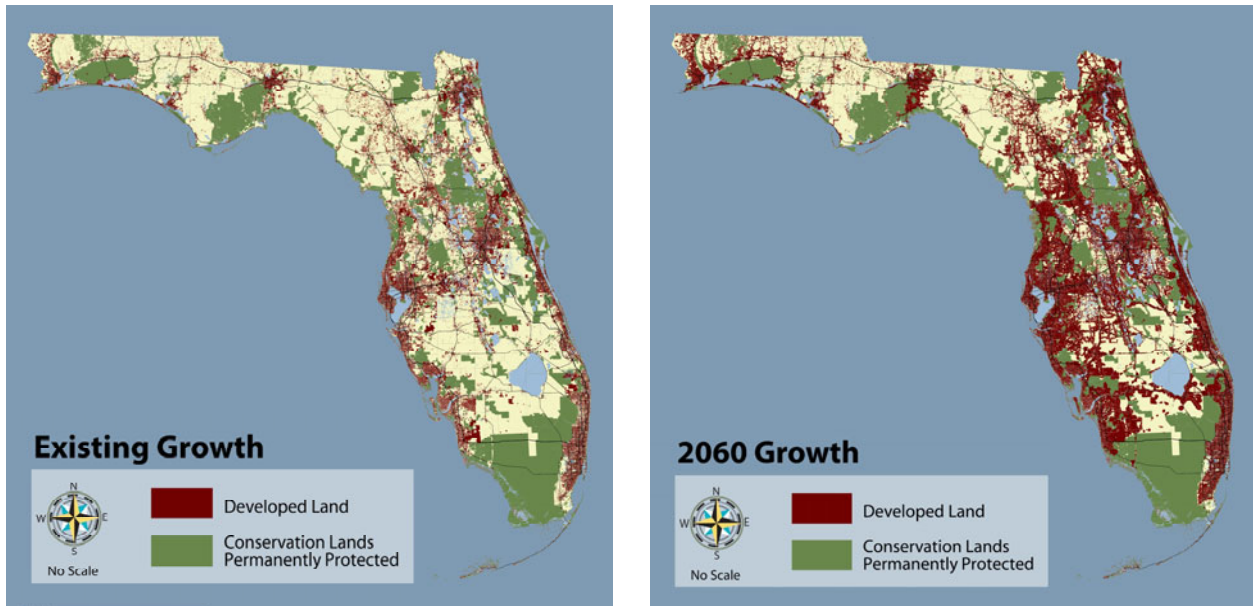 Existing Growth
N
W E
S
No Scale
Developed Land
Conservation Lands
Permanently Protected
2060 Growth
N
W E
S
No Scale
Developed Land
Conservation Lands
Permanently Protected